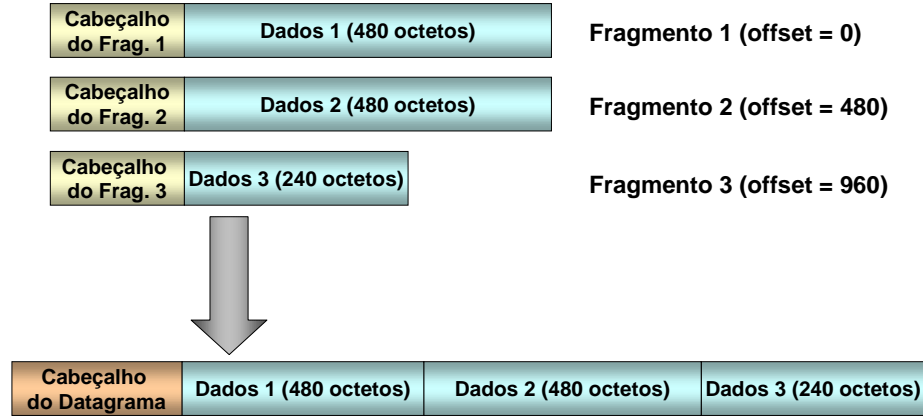 Cabeçalho
do Frag. 1
Dados 1 (480 octetos)
Fragmento 1 (offset = 0)
Cabeçalho
do Frag. 2
Dados 2 (480 octetos)
Fragmento 2 (offset = 480)
Cabeçalho
do Frag. 3
Dados 3 (240 octetos)
Fragmento 3 (offset = 960)
Cabeçalho
do Datagrama
Dados 1 (480 octetos)
Dados 2 (480 octetos)
Dados 3 (240 octetos)